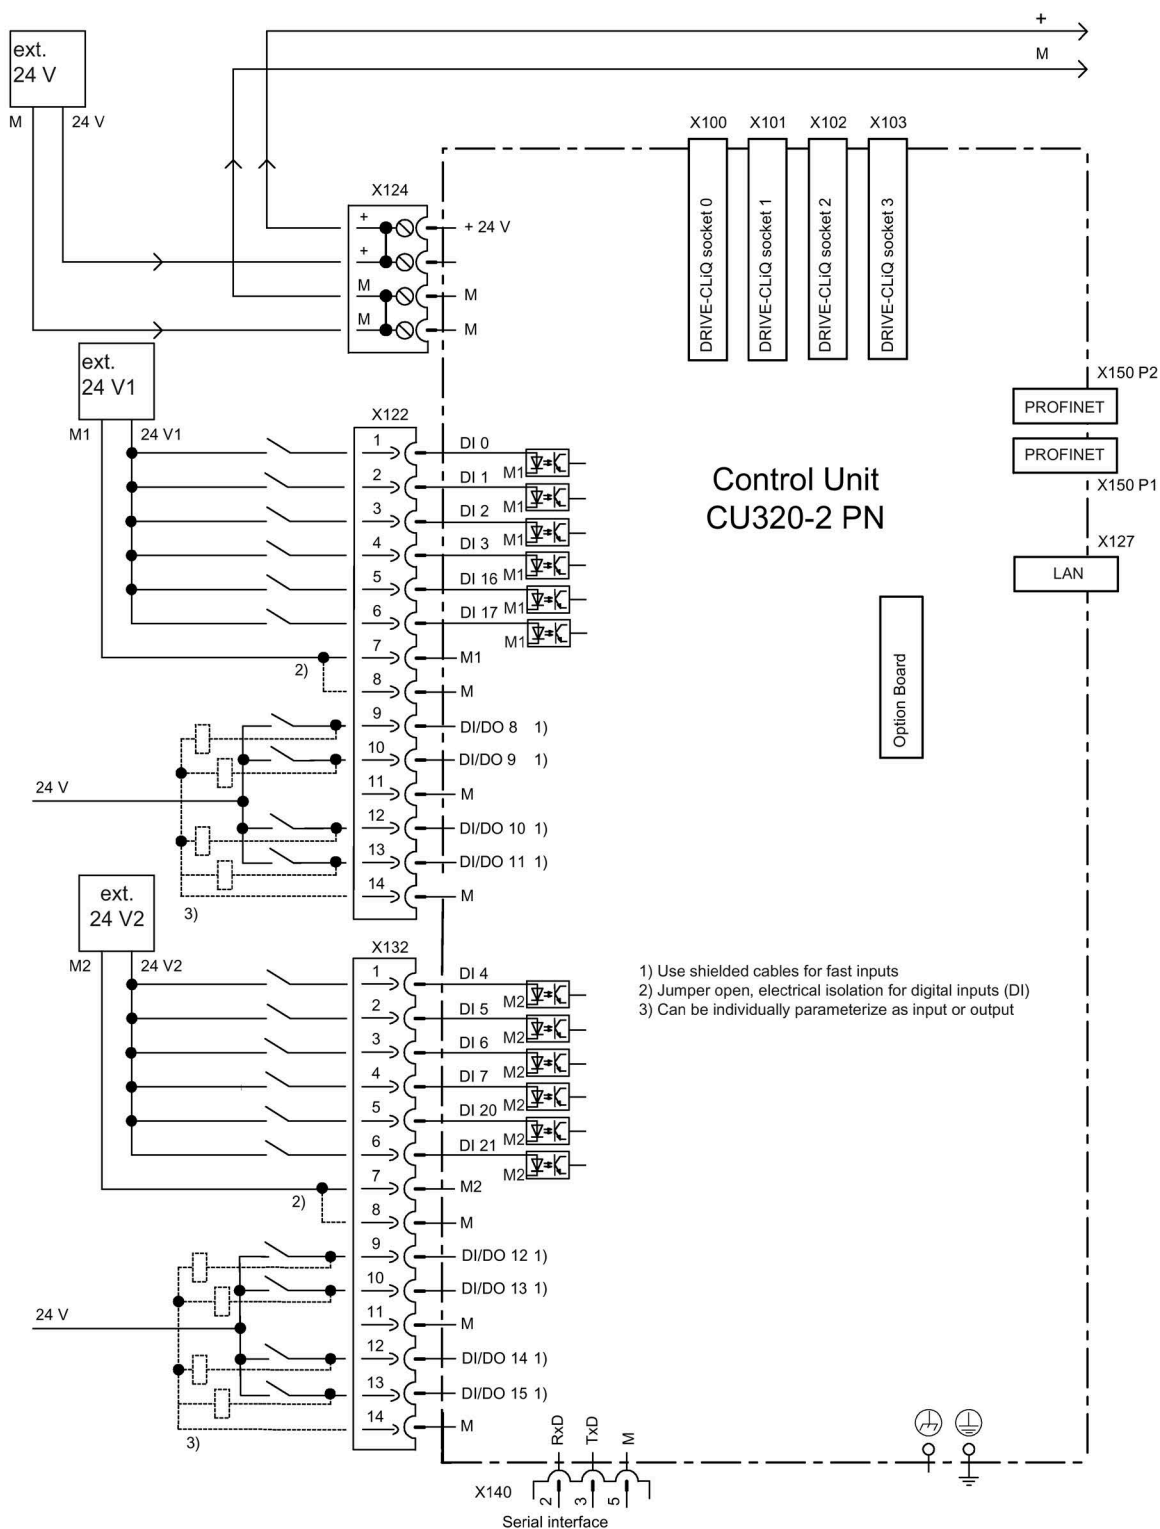 +
M
ext.
24 V
M 24 V
X100 X101 X102 X103
DRIVE-CLiQ socket 0
DRIVE-CLiQ socket 1
DRIVE-CLiQ socket 2
DRIVE-CLiQ socket 3
X124
+ + 24 V
+
M M
M M
ext.
24 V1
M1 24 V1
X150 P2
PROFINET
PROFINET
X150 P1
X127
LAN
Control Unit
CU320-2 PN
Option Board
X122
1 DI 0 M1
2 DI 1 M1
3 DI 2 M1
4 DI 3 M1
5 DI 16 M1
6 DI 17 M1
2) 7 M1
8 M
9 DI/DO 8 1)
10 DI/DO 9 1)
24 V 11 M
12 DI/DO 10 1)
13 DI/DO 11 1)
14 M
3)
ext.
24 V2
M2 24 V2
X132
1 DI 4 M2
2 DI 5 M2
3 DI 6 M2
4 DI 7 M2
5 DI 20 M2
6 DI 21 M2
2) 7 M2
8 M
9 DI/DO 12 1)
10 DI/DO 13 1)
24 V 11 M
12 DI/DO 14 1)
13 DI/DO 15 1)
14 M
3)
1) Use shielded cables for fast inputs
2) Jumper open, electrical isolation for digital inputs (DI)
3) Can be individually parameterize as input or output
RxD TxD M
X140 2 3 5
Serial interface